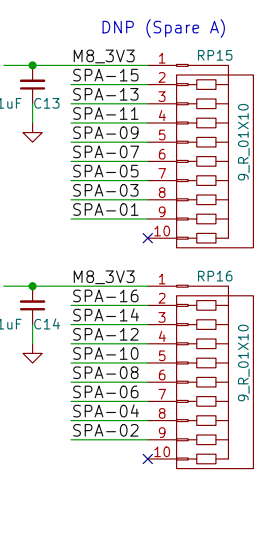 DNP (Spare A)
M8_3V3 1 RP15
SPA-15 2
SPA-13 3
1uF C13
SPA-11 4
SPA-09 5
SPA-07 6
SPA-05 7
SPA-03 8
SPA-01 9
10
9_R_01X10
M8_3V3 1 RP16
SPA-16 2
SPA-14 3
1uF C14
SPA-12 4
SPA-10 5
SPA-08 6
SPA-06 7
SPA-04 8
SPA-02 9
10
9_R_01X10